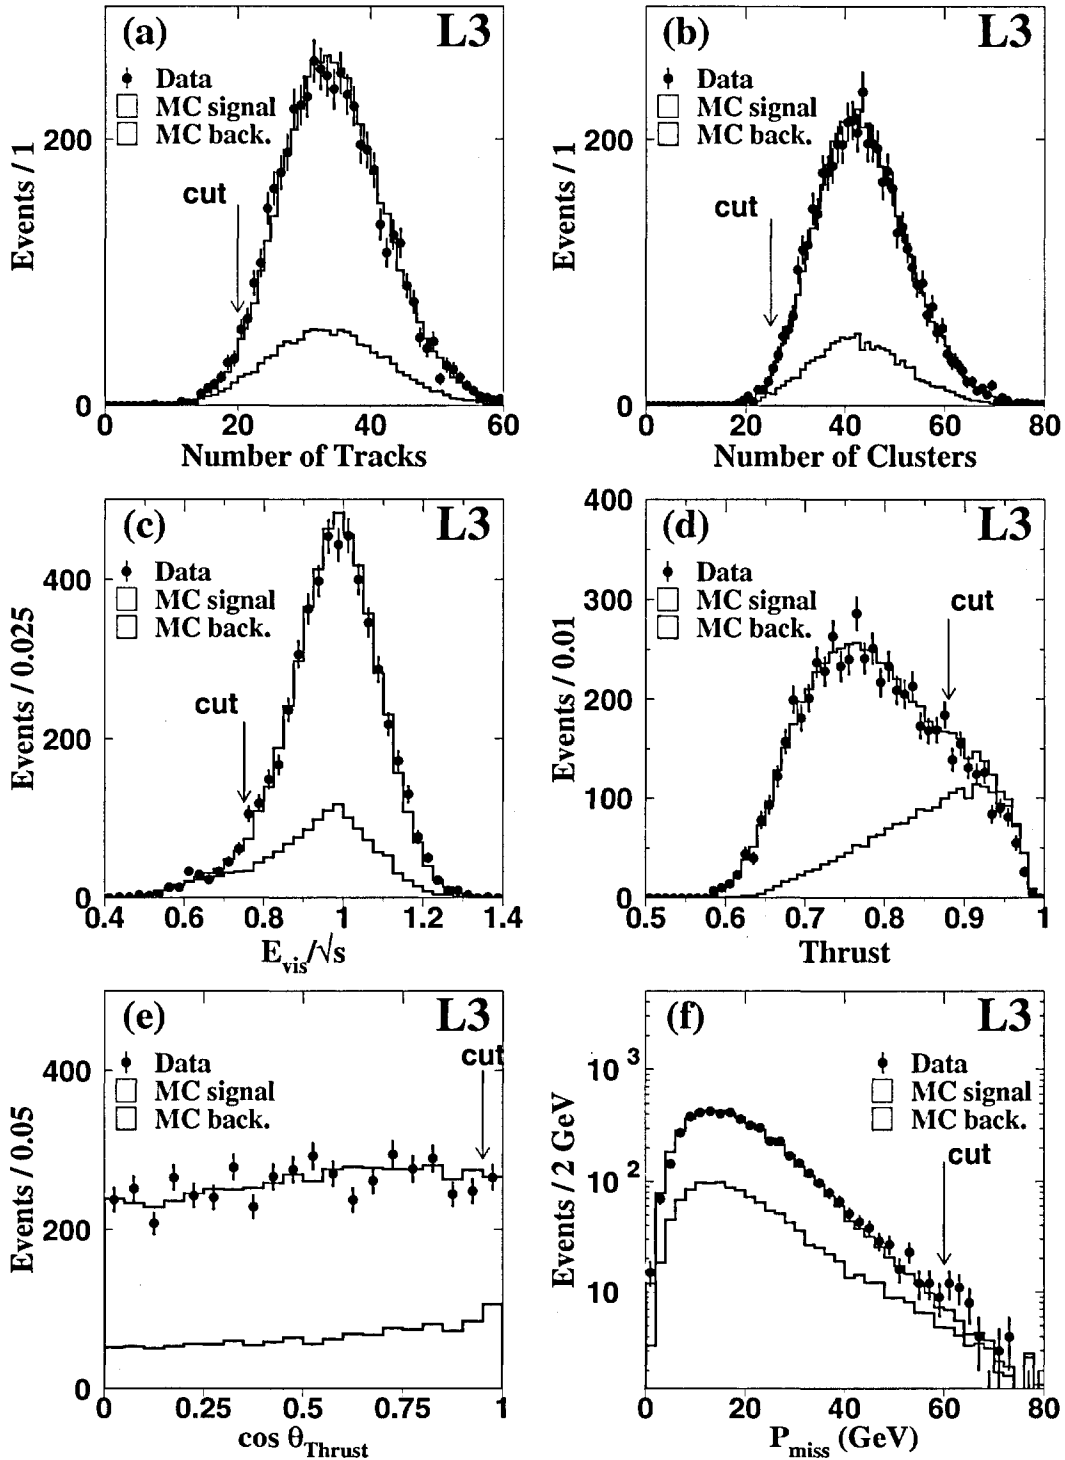 (a)
L3
Data
MC signal
MC back.
cut
Events / 1
200
0
0 20 40 60
Number of Tracks
(b)
L3
Data
MC signal
MC back.
cut
Events / 1
200
0
0 20 40 60 80
Number of Clusters
(c)
L3
Data
MC signal
MC back.
cut
Events / 0.025
400
200
0
0.4 0.6 0.8 1 1.2 1.4
E_vis/√s
(d)
L3
Data
MC signal
MC back.
cut
Events / 0.01
400
300
200
100
0
0.5 0.6 0.7 0.8 0.9 1
Thrust
(e)
L3
Data
MC signal
MC back.
cut
Events / 0.05
400
200
0
0 0.25 0.5 0.75 1
cos θ_Thrust
(f)
L3
Data
MC signal
MC back.
cut
Events / 2 GeV
10³
10²
10
0 20 40 60 80
P_miss (GeV)